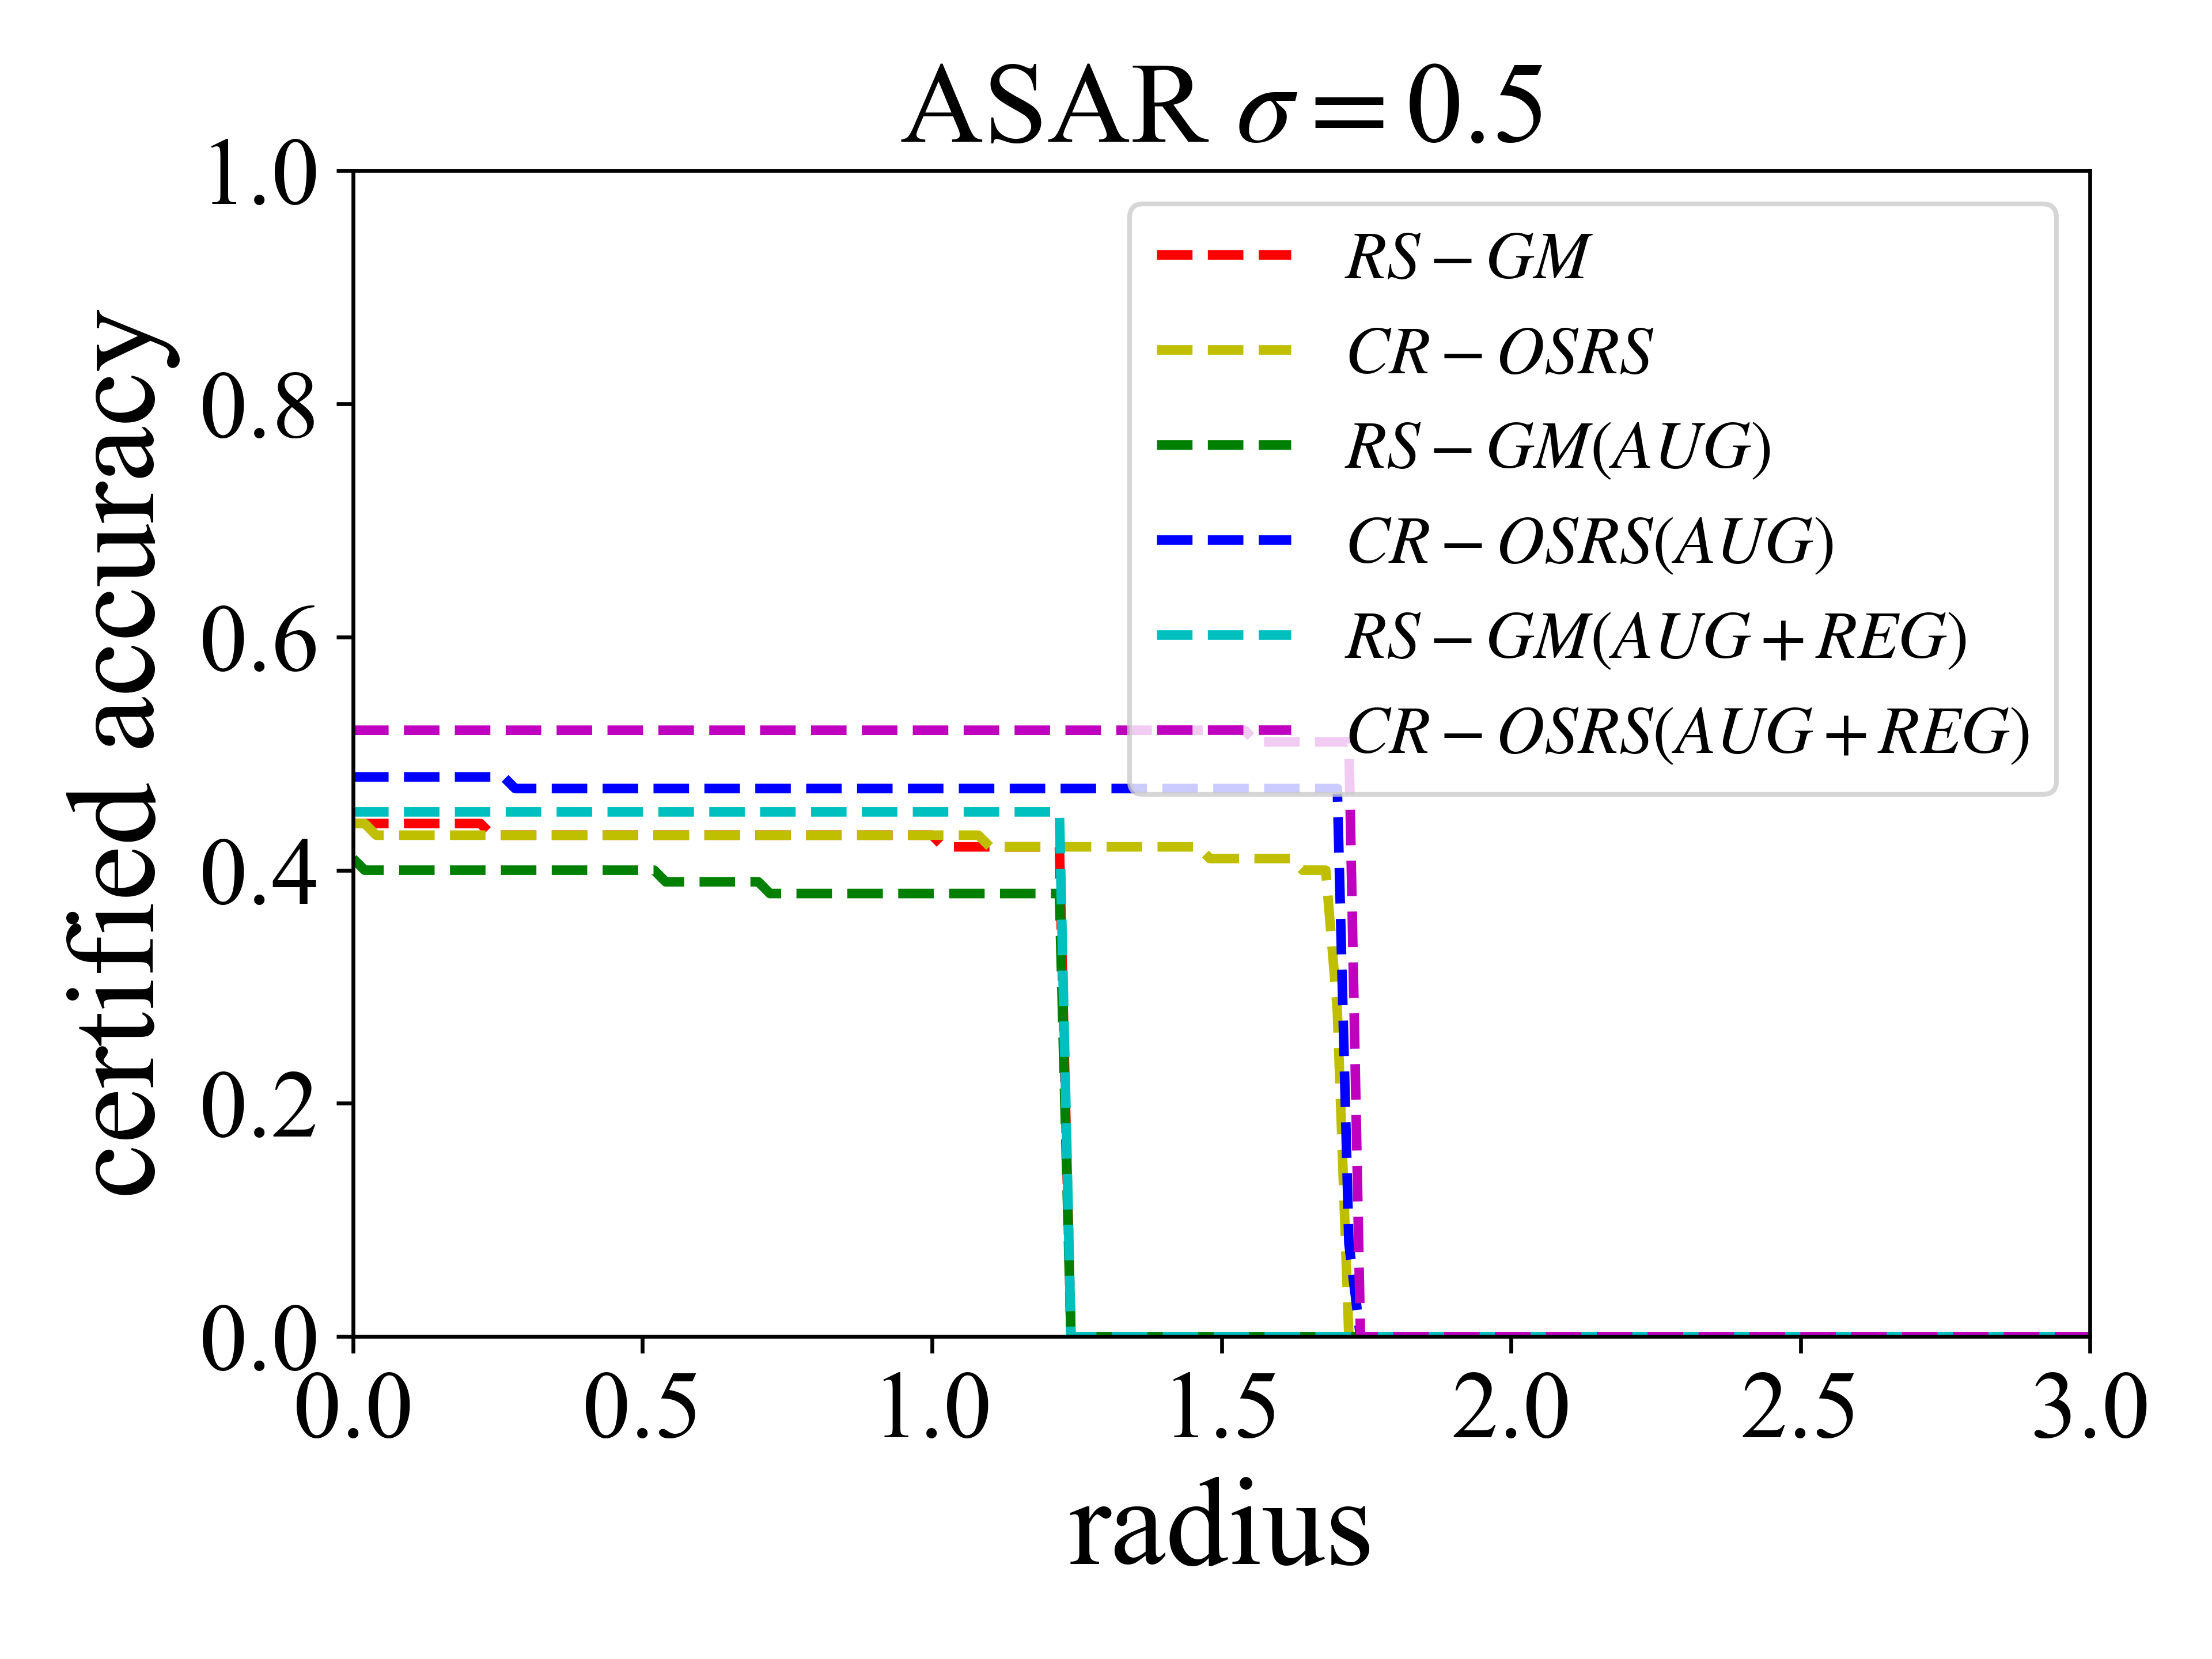 ASAR σ = 0.5
certified accuracy
1.0
0.8
0.6
0.4
0.2
0.0
RS − GM
CR − OSRS
RS − GM(AUG)
CR − OSRS(AUG)
RS − GM(AUG + REG)
CR − OSRS(AUG + REG)
0.0 0.5 1.0 1.5 2.0 2.5 3.0
radius